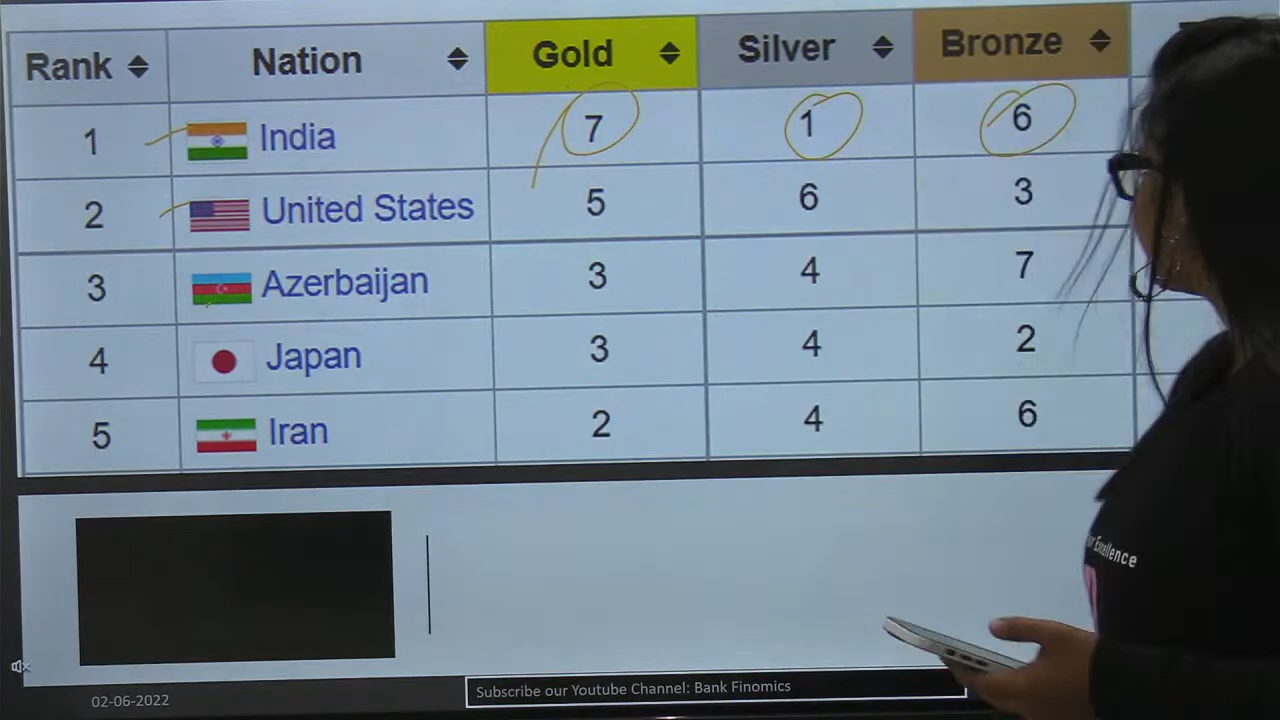 Rank Nation Gold Silver Bronze
1 India 7 1 6
2 United States 5 6 3
3 Azerbaijan 3 4 7
4 Japan 3 4 2
5 Iran 2 4 6
Excellence
02-06-2022
Subscribe our Youtube Channel: Bank Finomics